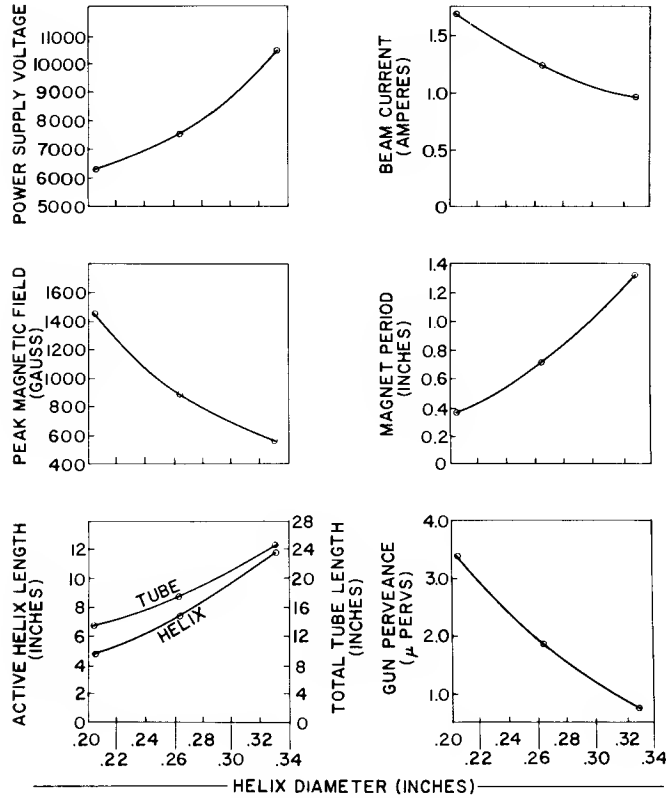 POWER SUPPLY VOLTAGE
11000
10000
9000
8000
7000
6000
5000
BEAM CURRENT
(AMPERES)
1.5
1.0
0.5
0
PEAK MAGNETIC FIELD
(GAUSS)
1600
1400
1200
1000
800
600
400
MAGNET PERIOD
(INCHES)
1.4
1.2
1.0
0.8
0.6
0.4
0.2
0
ACTIVE HELIX LENGTH
(INCHES)
12
10
8
6
4
2
0
TUBE
HELIX
28
24
20
16
12
8
4
0
TOTAL TUBE LENGTH
(INCHES)
.20 .22 .24 .26 .28 .30 .32 .34
GUN PERVEANCE
(μ PERVS)
4.0
3.0
2.0
1.0
.20 .22 .24 .26 .28 .30 .32 .34
HELIX DIAMETER (INCHES)